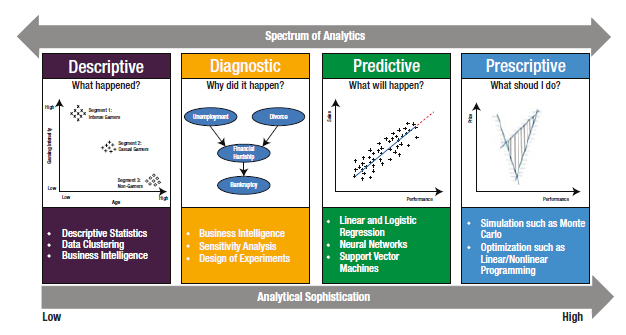 Spectrum of Analytics
Descriptive
What happened?
High
Segment 1:
Intense Gamers
Segment 2:
Casual Gamers
Segment 3:
Non-Gamers
Gaming Intensity
Low
Low
High
Age
• Descriptive Statistics
• Data Clustering
• Business Intelligence
Diagnostic
Why did it happen?
Unemployment
Divorce
Financial
Hardship
Bankruptcy
• Business Intelligence
• Sensitivity Analysis
• Design of Experiments
Predictive
What will happen?
Sales
Performance
• Linear and Logistic
Regression
• Neural Networks
• Support Vector
Machines
Prescriptive
What shoud I do?
Price
Performance
• Simulation such as Monte
Carlo
• Optimization such as
Linear/Nonlinear
Programming
Analytical Sophistication
Low
High